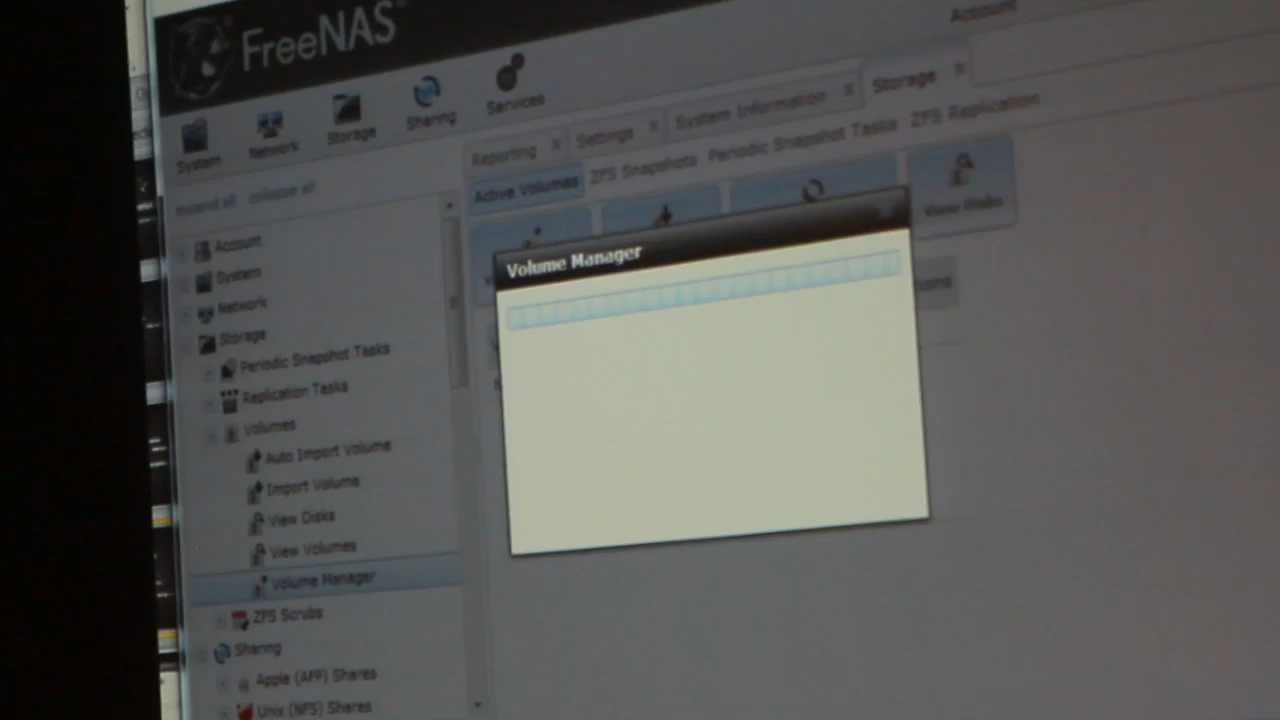 FreeNAS®
Account
System Network Storage Sharing Services
Reporting x Settings x System Information x Storage x
expand all collapse all
Active Volumes ZFS Snapshots Periodic Snapshot Tasks ZFS Replication
View Disks
Volume Manager
Account
System
Network
Storage
Periodic Snapshot Tasks
Replication Tasks
Volumes
Auto Import Volume
Import Volume
View Disks
View Volumes
Volume Manager
ZFS Scrubs
Sharing
Apple (AFP) Shares
Unix (NFS) Shares